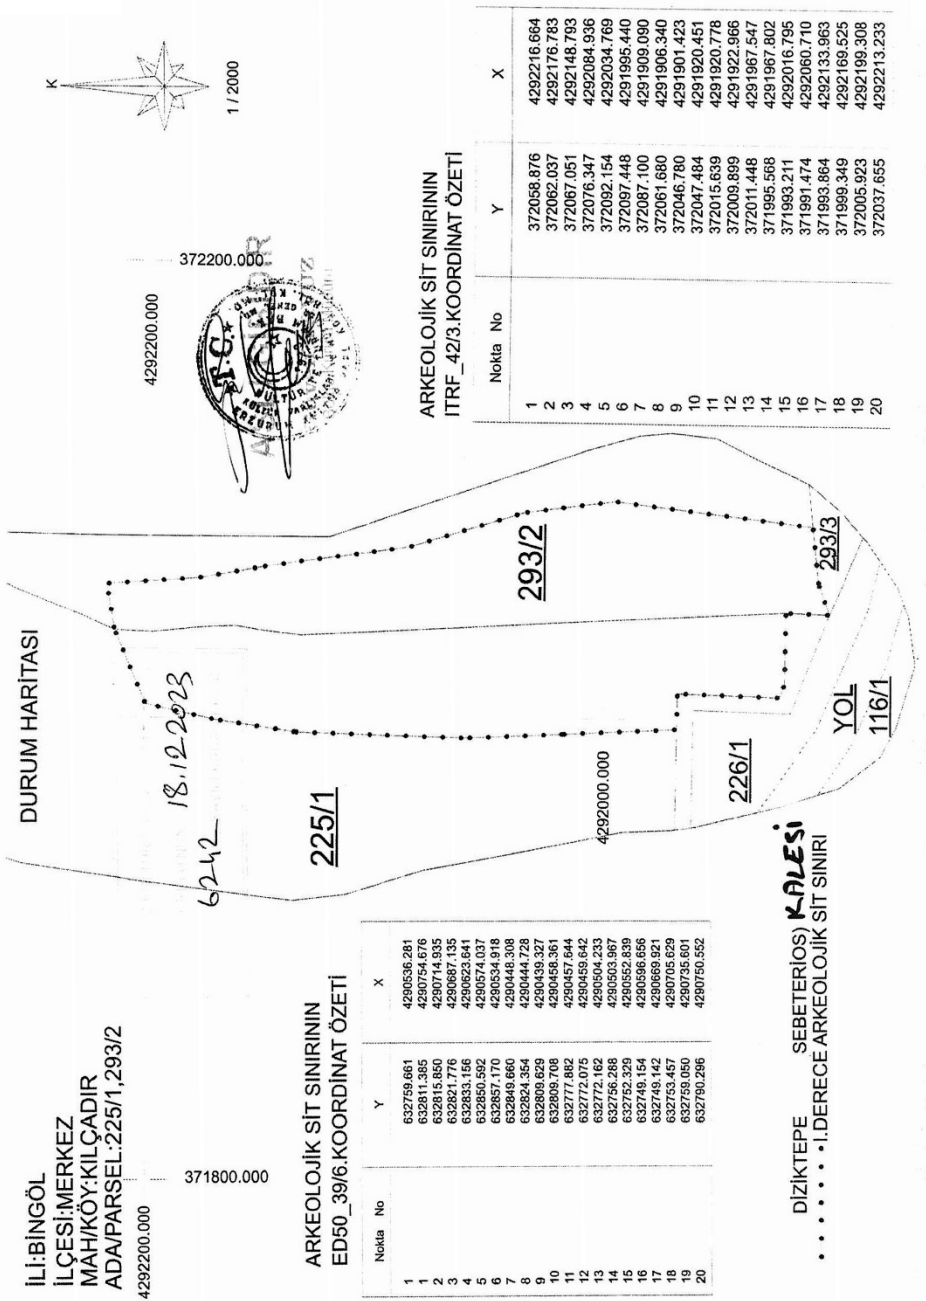 İLİ:BİNGÖL
İLÇESİ:MERKEZ
MAH/KÖY:KILÇADIR
ADA/PARSEL:225/1,293/2
DURUM HARİTASI
K
1 / 2000
4292200.000
371800.000
4292200.000
372200.000
T.C.
6242 18.12.2023
225/1
293/2
4292000.000
226/1
293/3
YOL
116/1
ARKEOLOJİK SİT SINIRININ
ED50_39/6.KOORDİNAT ÖZETİ
Nokta No Y X
1 632759.661 4290536.281
1 632811.385 4290754.676
2 632815.850 4290714.935
3 632821.776 4290687.135
4 632833.156 4290623.641
5 632850.592 4290574.037
6 632857.170 4290534.918
7 632849.660 4290448.308
8 632824.354 4290444.728
9 632809.629 4290439.327
10 632809.708 4290458.361
11 632777.882 4290457.644
12 632772.075 4290459.642
13 632772.162 4290504.233
14 632756.288 4290503.967
15 632752.329 4290552.839
16 632749.154 4290596.656
17 632749.142 4290669.921
18 632753.457 4290705.629
19 632759.050 4290735.601
20 632790.296 4290750.552
ARKEOLOJİK SİT SINIRININ
ITRF_42/3.KOORDİNAT ÖZETİ
Nokta No Y X
1 372058.876 4292216.664
2 372062.037 4292176.783
3 372067.051 4292148.793
4 372076.347 4292084.936
5 372092.154 4292034.769
6 372097.448 4291995.440
7 372087.100 4291909.090
8 372061.680 4291906.340
9 372046.780 4291901.423
10 372047.484 4291920.451
11 372015.639 4291920.778
12 372009.899 4291922.966
13 372011.448 4291967.547
14 371995.568 4291967.802
15 371993.211 4292016.795
16 371991.474 4292060.710
17 371993.864 4292133.963
18 371999.349 4292169.525
19 372005.923 4292199.308
20 372037.655 4292213.233
DİZİKTEPE SEBETERİOS) KALESİ
I.DERECE ARKEOLOJİK SİT SINIRI